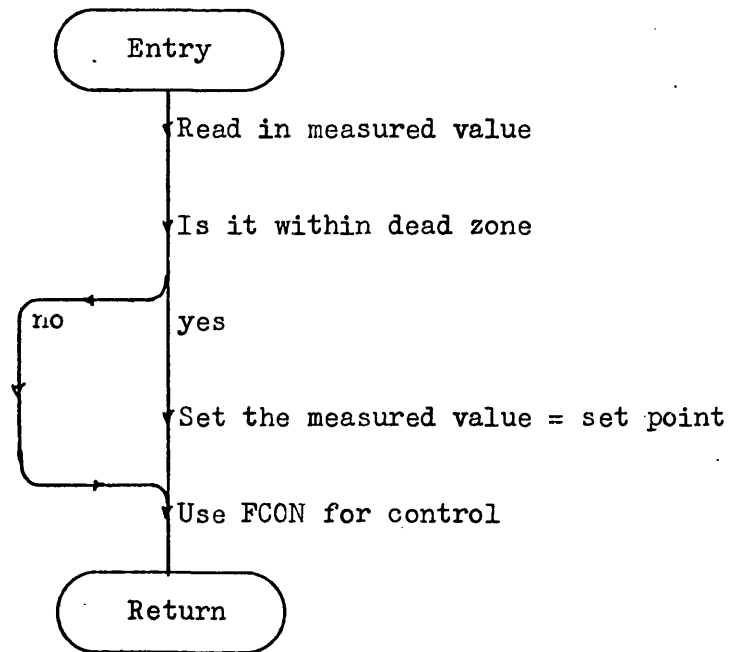 Entry
Read in measured value
Is it within dead zone
no
yes
Set the measured value = set point
Use FCON for control
Return